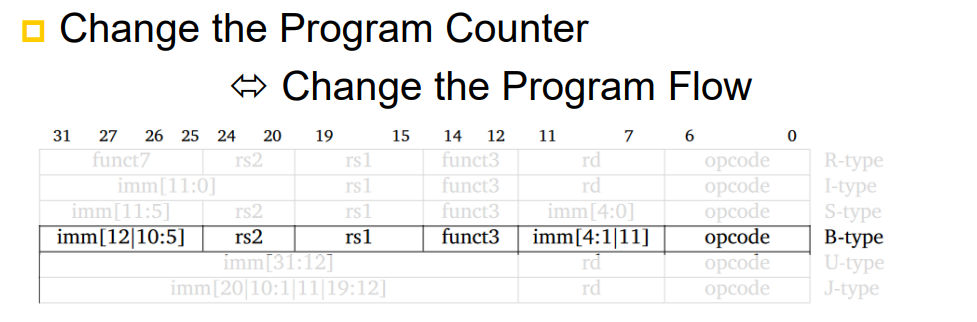 Change the Program Counter
⇔ Change the Program Flow
31 27 26 25 24 20 19 15 14 12 11 7 6 0
funct7 rs2 rs1 funct3 rd opcode R-type
imm[11:0] rs1 funct3 rd opcode I-type
imm[11:5] rs2 rs1 funct3 imm[4:0] opcode S-type
imm[12|10:5] rs2 rs1 funct3 imm[4:1|11] opcode B-type
imm[31:12] rd opcode U-type
imm[20|10:1|11|19:12] rd opcode J-type